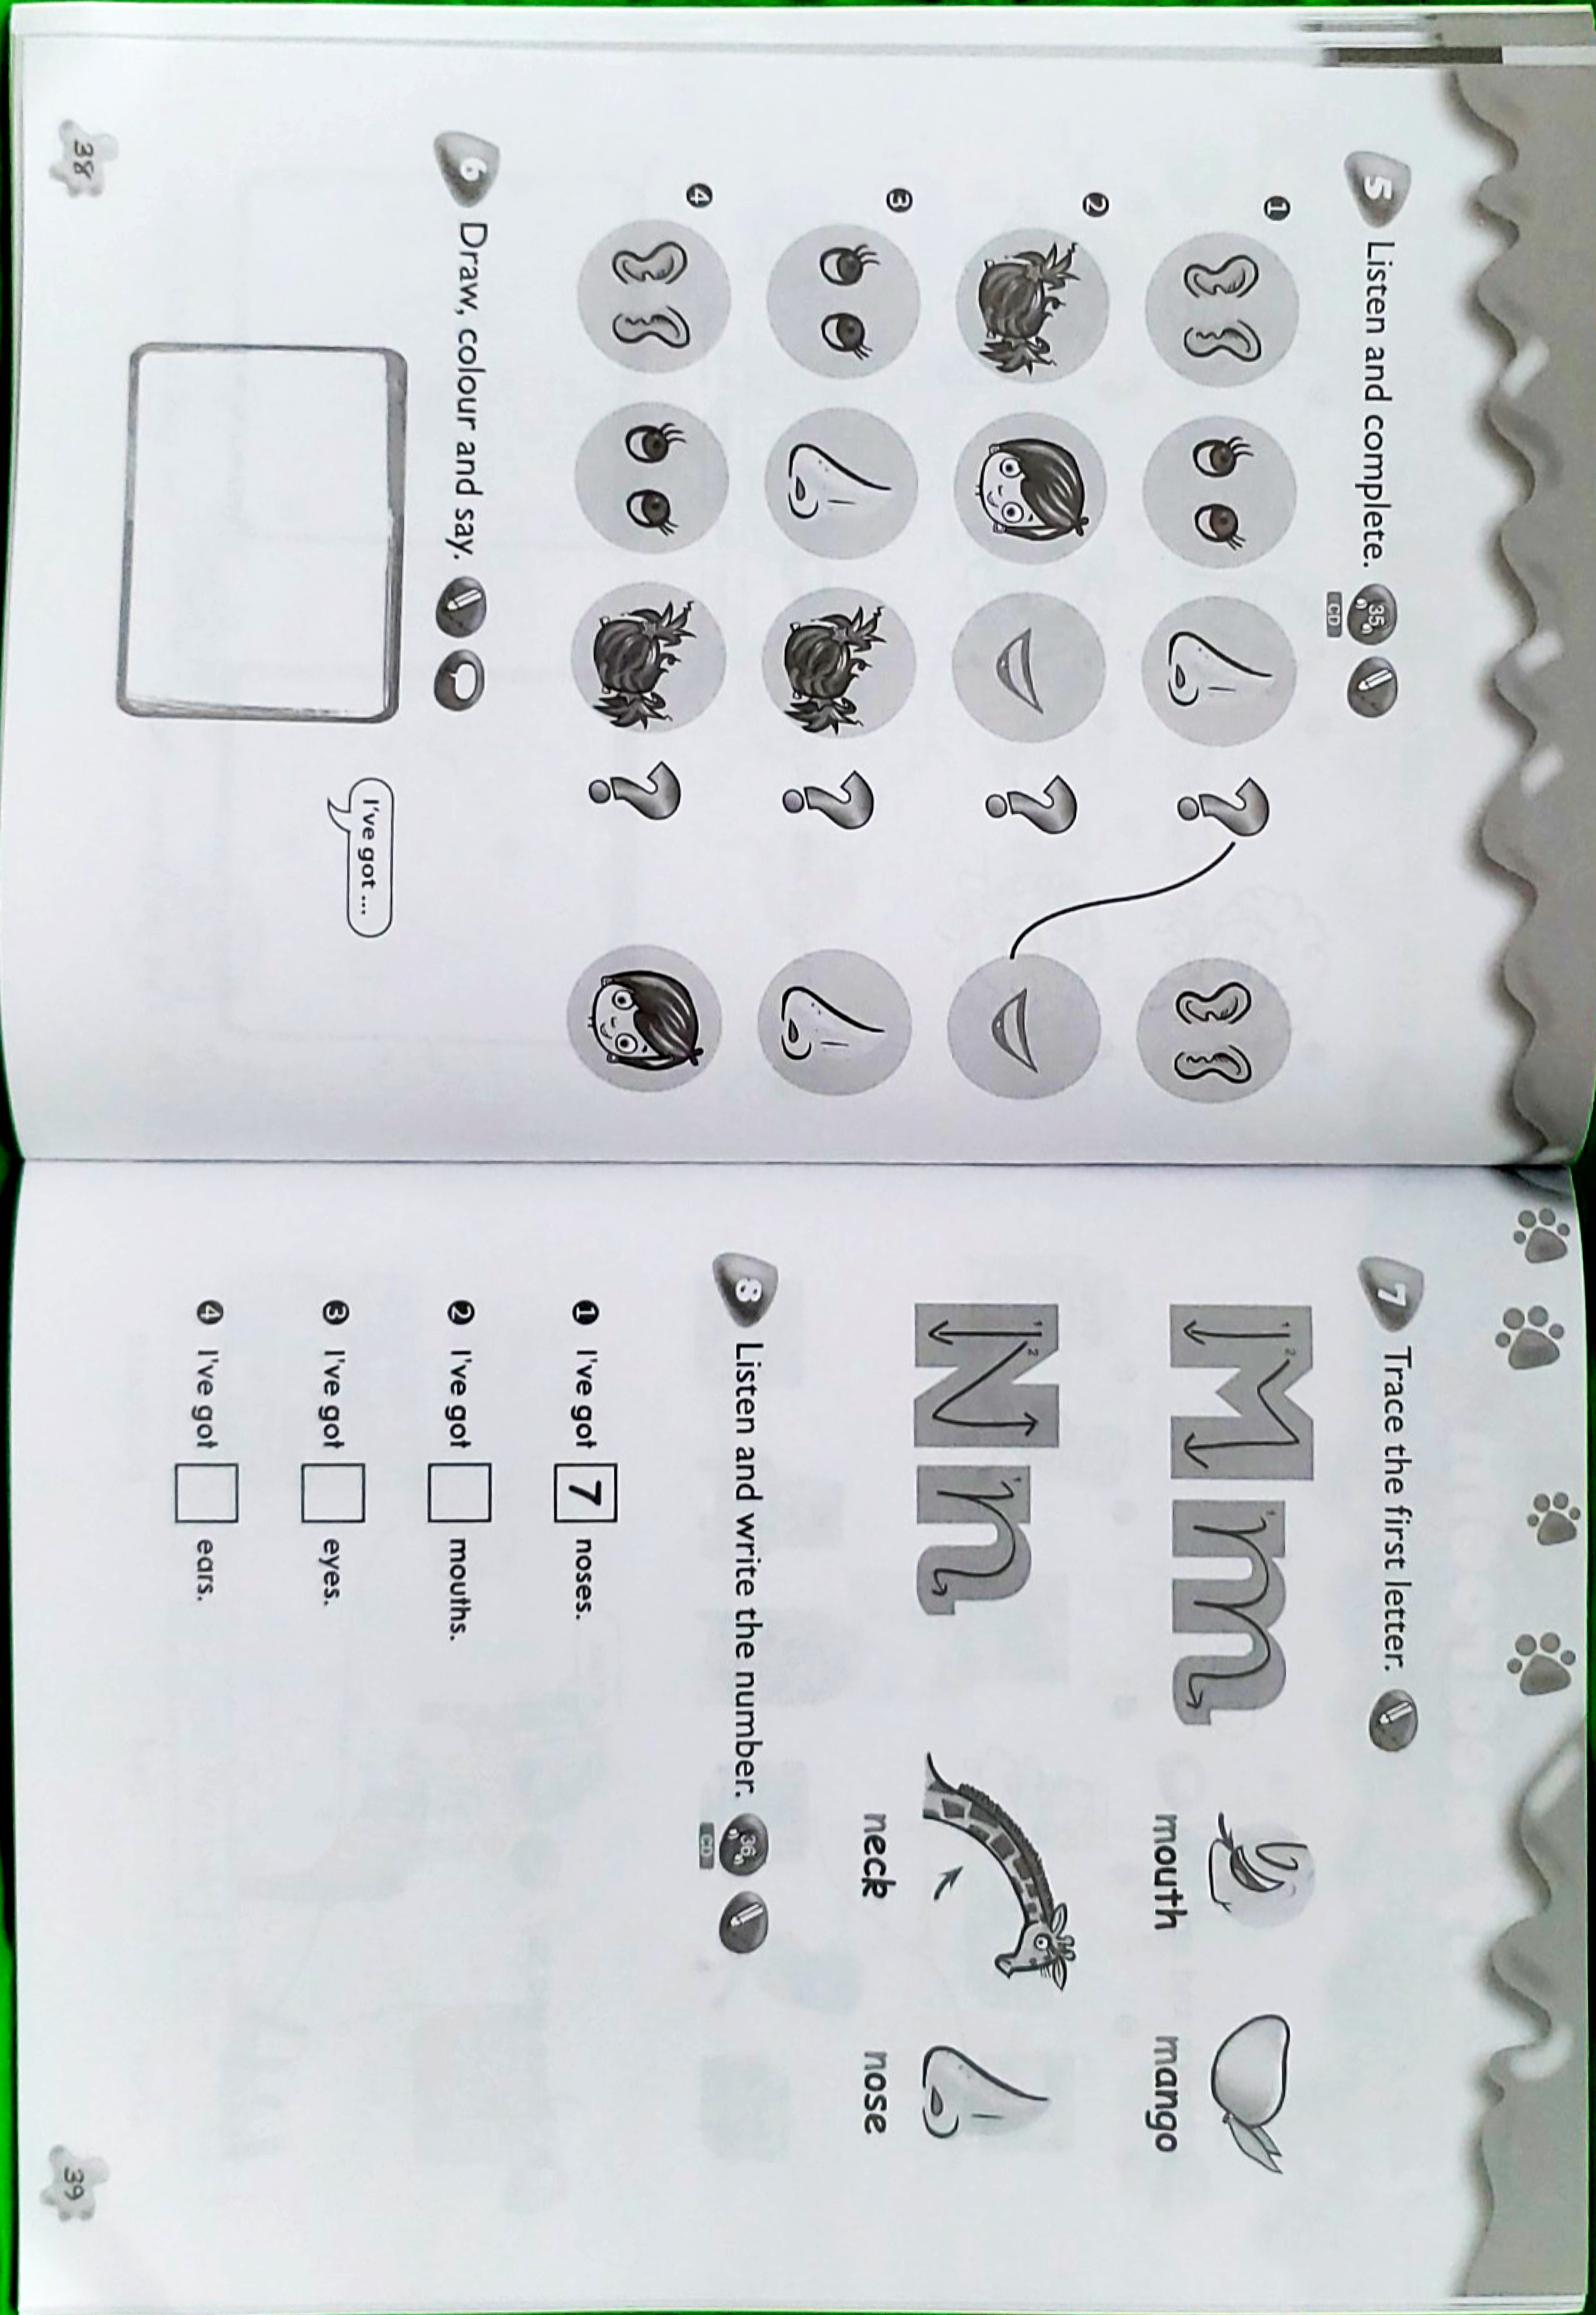 5 Listen and complete. 35
CD
1 ?
2 ?
3 ?
4 ?
6 Draw, colour and say.
I've got ...
38
7 Trace the first letter.
M m
mouth mango
N n
neck nose
8 Listen and write the number. 36
CD
1 I've got 7 noses.
2 I've got mouths.
3 I've got eyes.
4 I've got ears.
39